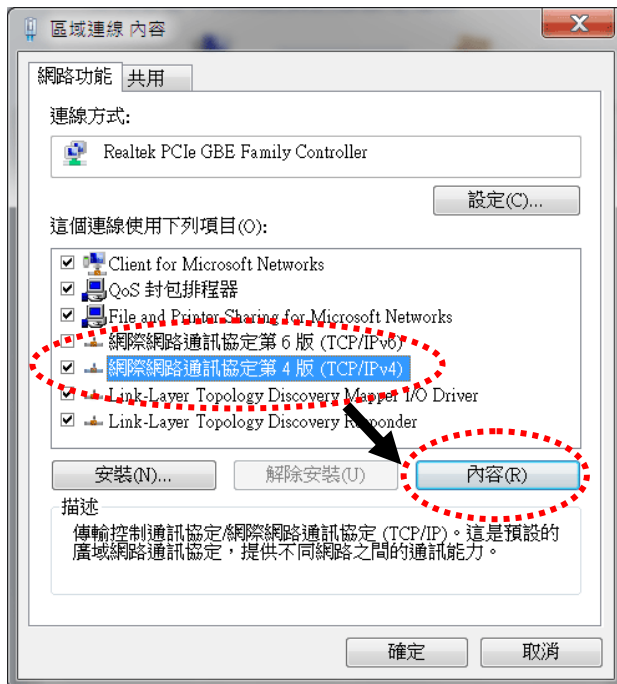 區域連線 內容
網路功能 共用
連線方式:
Realtek PCIe GBE Family Controller
設定(C)...
這個連線使用下列項目(O):
Client for Microsoft Networks
QoS 封包排程器
File and Printer Sharing for Microsoft Networks
網際網路通訊協定第 6 版 (TCP/IPv6)
網際網路通訊協定第 4 版 (TCP/IPv4)
Link-Layer Topology Discovery Mapper I/O Driver
Link-Layer Topology Discovery Responder
安裝(N)... 解除安裝(U) 內容(R)
描述
傳輸控制通訊協定/網際網路通訊協定 (TCP/IP)。這是預設的
廣域網路通訊協定，提供不同網路之間的通訊能力。
確定 取消